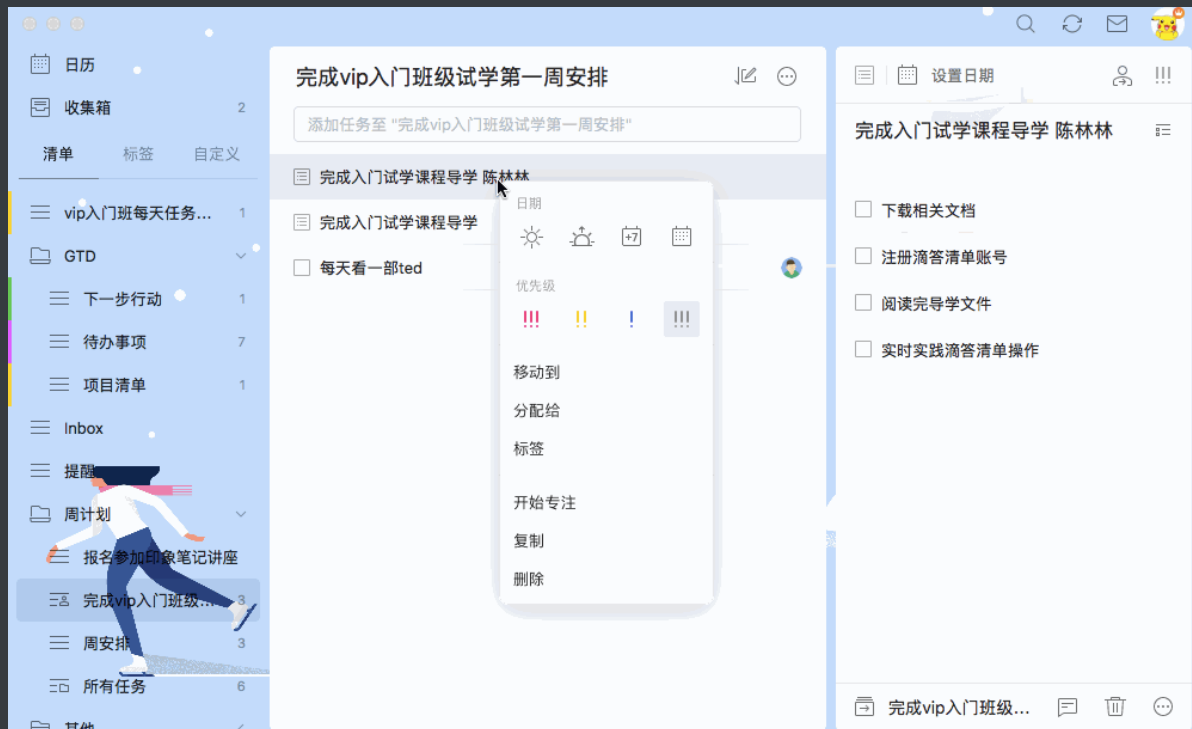 日历
收集箱 2
清单 标签 自定义
vip入门班每天任务... 1
GTD
下一步行动 1
待办事项 7
项目清单 1
Inbox
提醒
周计划
报名参加印象笔记讲座
完成vip入门班级... 3
周安排 3
所有任务 6
其他
完成vip入门班级试学第一周安排
添加任务至 "完成vip入门班级试学第一周安排"
完成入门试学课程导学 陈林林
完成入门试学课程导学
每天看一部ted
日期
+7
优先级
!!! !! ! !!!
移动到
分配给
标签
开始专注
复制
删除
设置日期
完成入门试学课程导学 陈林林
下载相关文档
注册滴答清单账号
阅读完导学文件
实时实践滴答清单操作
完成vip入门班级...